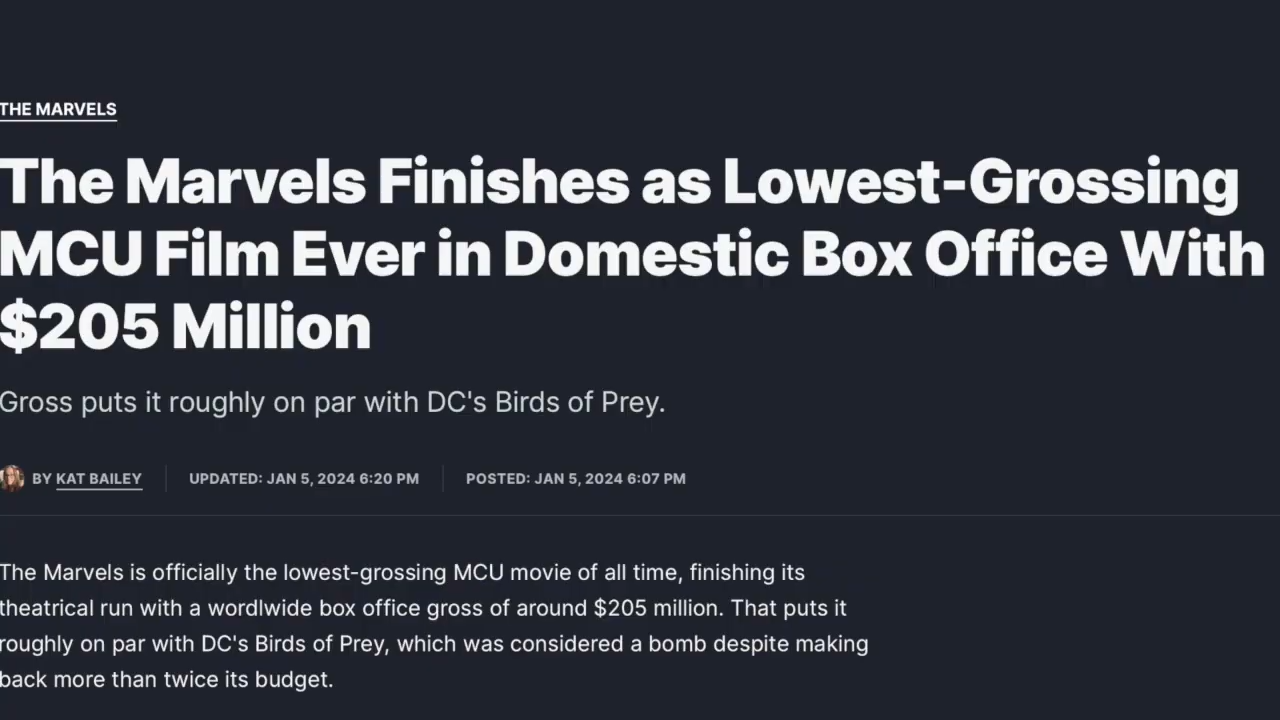 THE MARVELS
The Marvels Finishes as Lowest-Grossing
MCU Film Ever in Domestic Box Office With
$205 Million
Gross puts it roughly on par with DC's Birds of Prey.
BY KAT BAILEY UPDATED: JAN 5, 2024 6:20 PM POSTED: JAN 5, 2024 6:07 PM
The Marvels is officially the lowest-grossing MCU movie of all time, finishing its
theatrical run with a wordlwide box office gross of around $205 million. That puts it
roughly on par with DC's Birds of Prey, which was considered a bomb despite making
back more than twice its budget.